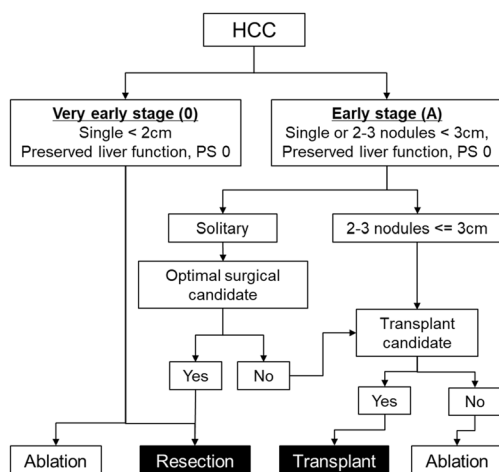 HCC
Very early stage (0)
Single < 2cm
Preserved liver function, PS 0
Early stage (A)
Single or 2-3 nodules < 3cm,
Preserved liver function, PS 0
Solitary
2-3 nodules <= 3cm
Optimal surgical
candidate
Transplant
candidate
Yes
No
Yes
No
Ablation
Resection
Transplant
Ablation